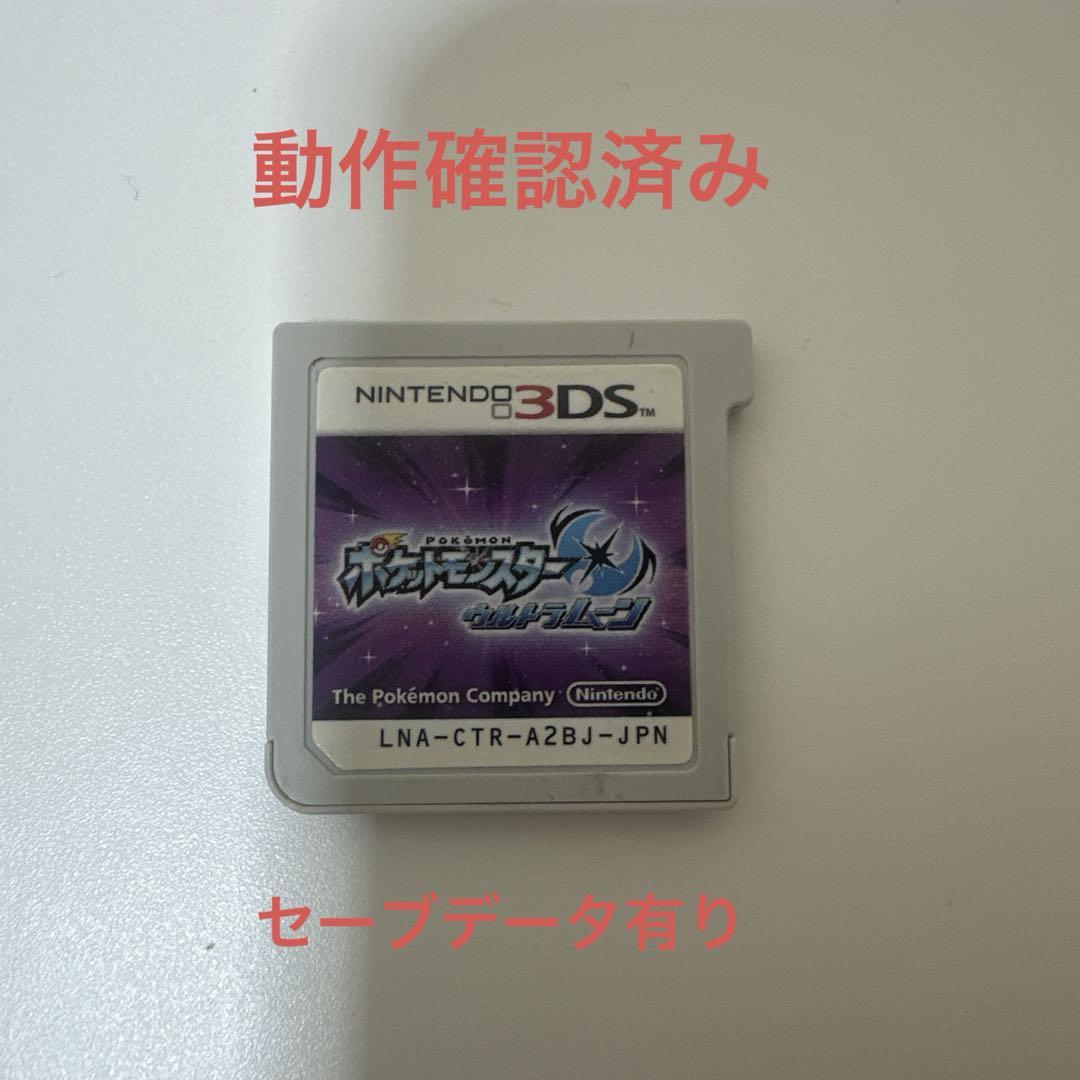 動作確認済み
NINTENDO 3DS™
POKéMON
ポケットモンスター
ウルトラムーン
The Pokémon Company Nintendo
LNA-CTR-A2BJ-JPN
セーブデータ有り